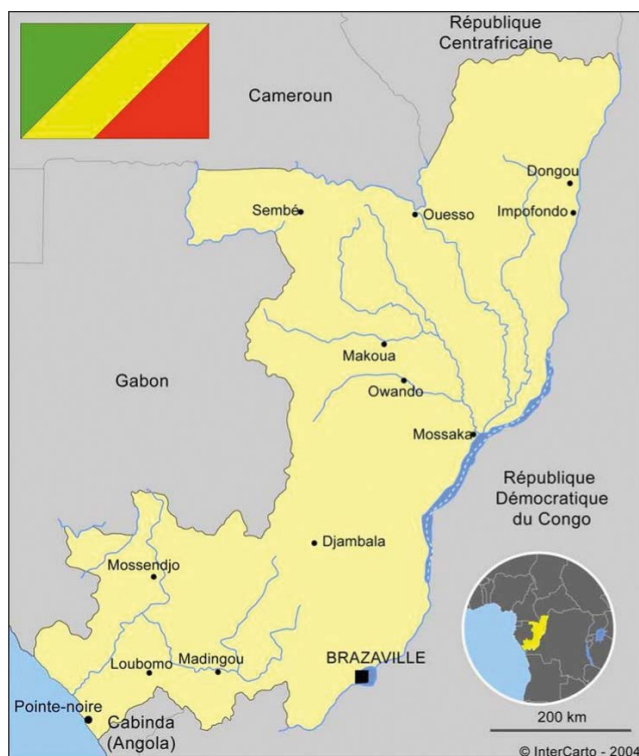 République
Centrafricaine
Cameroun
Dongou
Sembé
Ouesso
Impofondo
Makoua
Gabon
Owando
Mossaka
République
Démocratique
du Congo
Djambala
Mossendjo
BRAZAVILLE
Loubomo
Madingou
Pointe-noire
Cabinda
(Angola)
200 km
© InterCarto - 2004